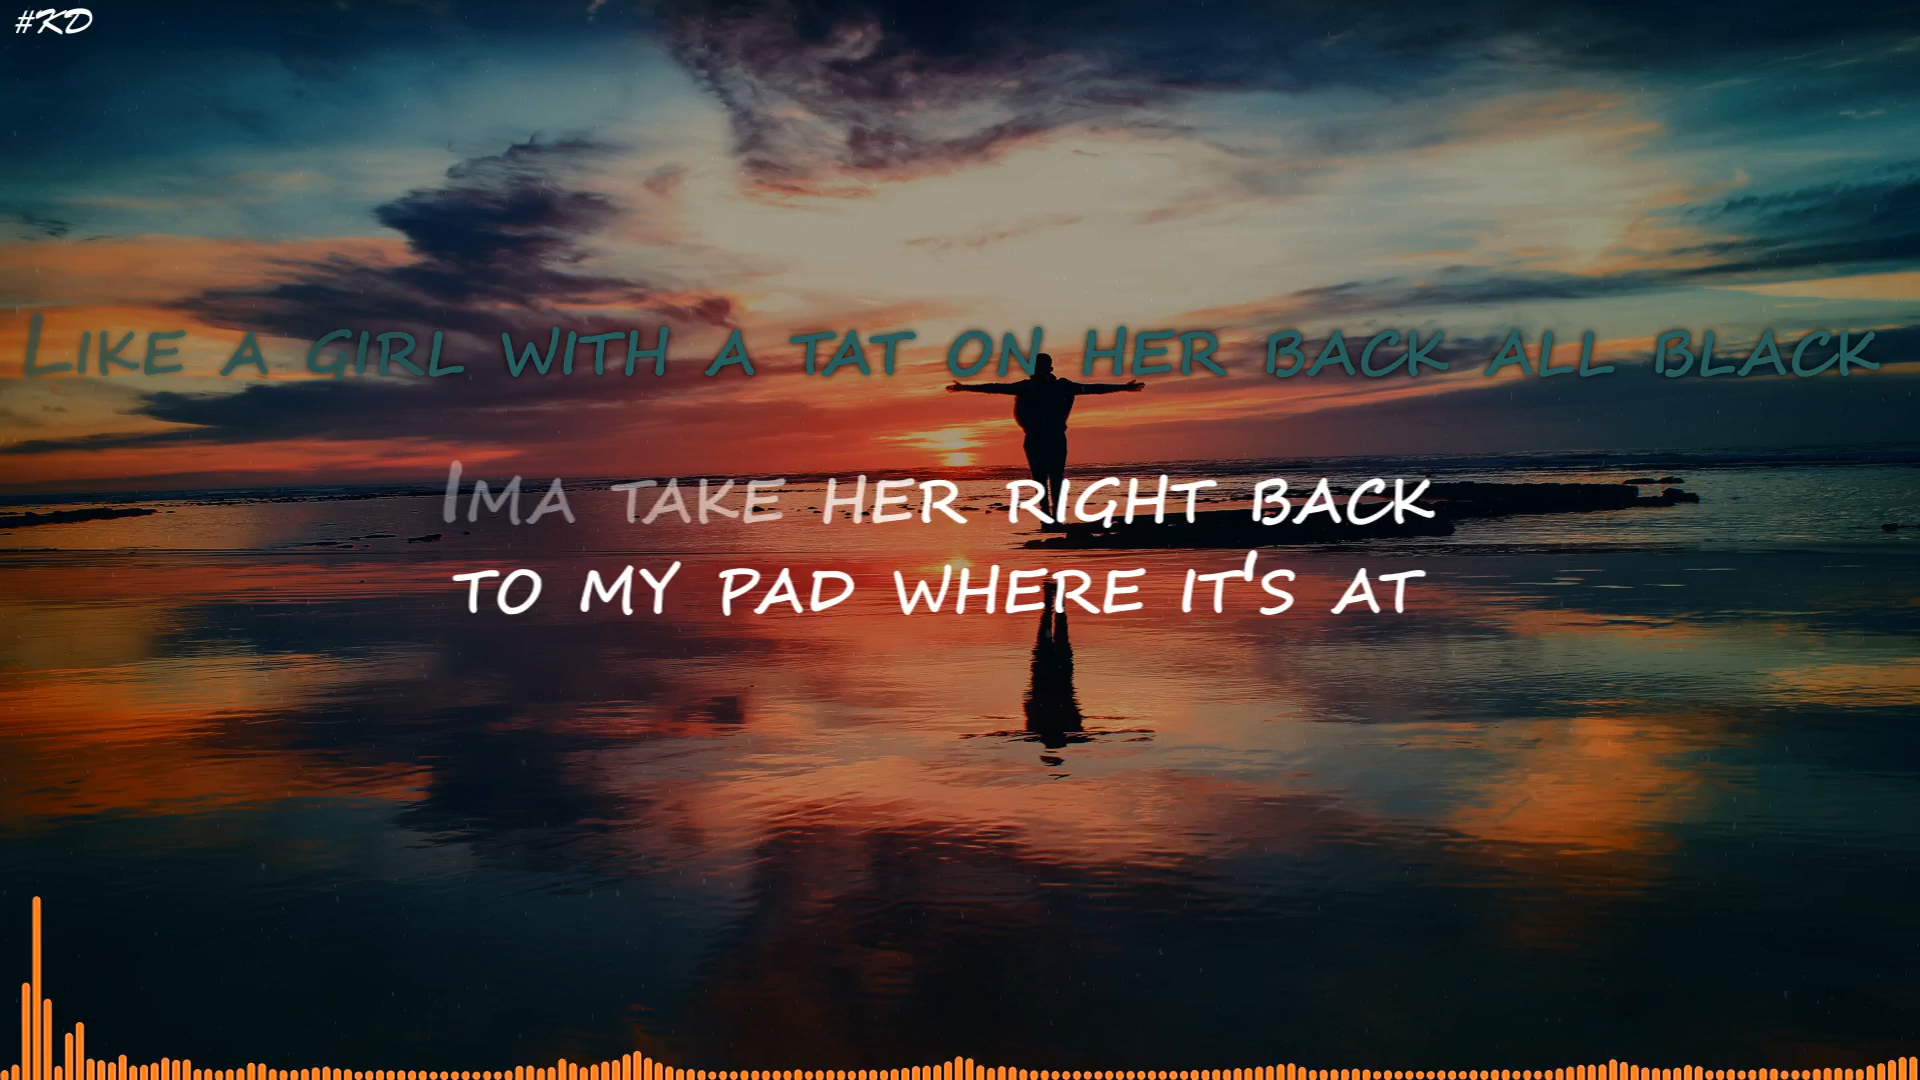 #KD
Like a girl with a tat on her back all black
Ima take her right back
to my pad where it's at